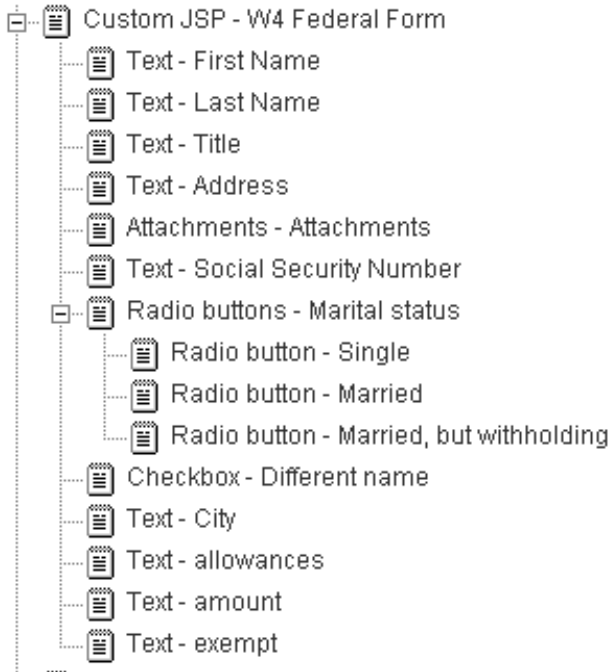 Custom JSP - W4 Federal Form
Text - First Name
Text - Last Name
Text - Title
Text - Address
Attachments - Attachments
Text - Social Security Number
Radio buttons - Marital status
Radio button - Single
Radio button - Married
Radio button - Married, but withholding
Checkbox - Different name
Text - City
Text - allowances
Text - amount
Text - exempt